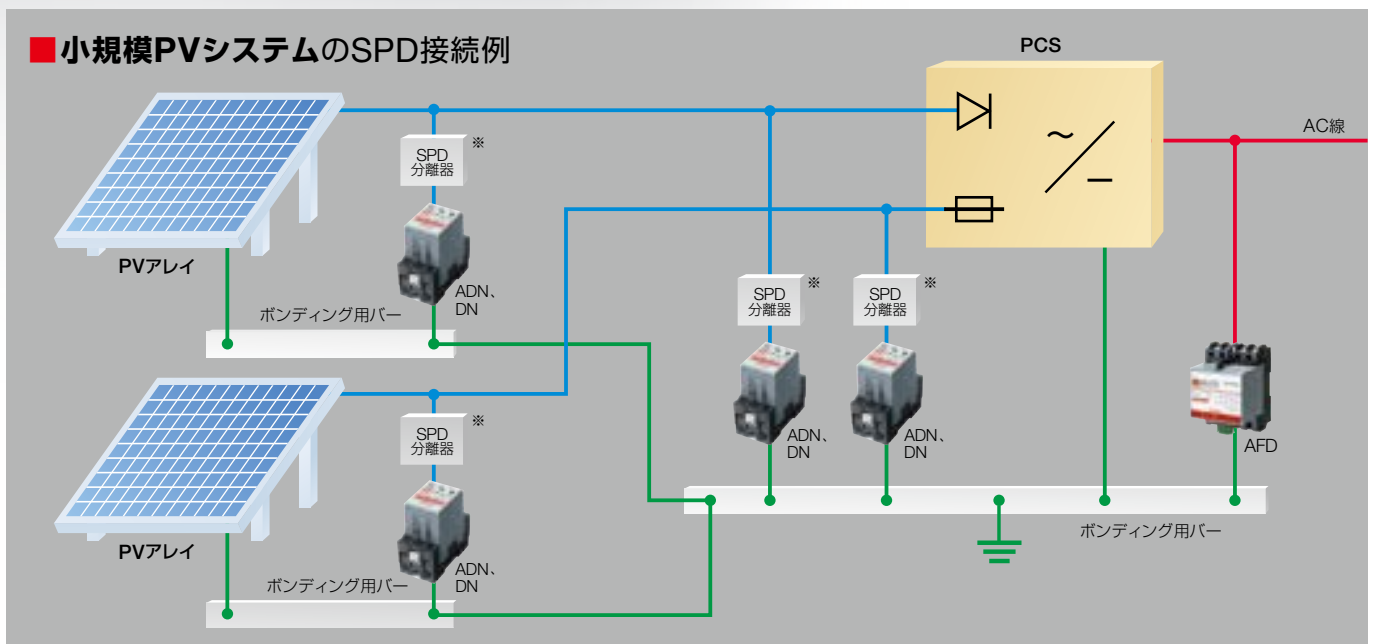 ■小規模PVシステムのSPD接続例
PCS
AC線
SPD
分離器
※
PVアレイ
ADN、
DN
ボンディング用バー
SPD
分離器
※
SPD
分離器
※
ADN、
DN
ADN、
DN
AFD
SPD
分離器
※
ボンディング用バー
PVアレイ
ADN、
DN
ボンディング用バー